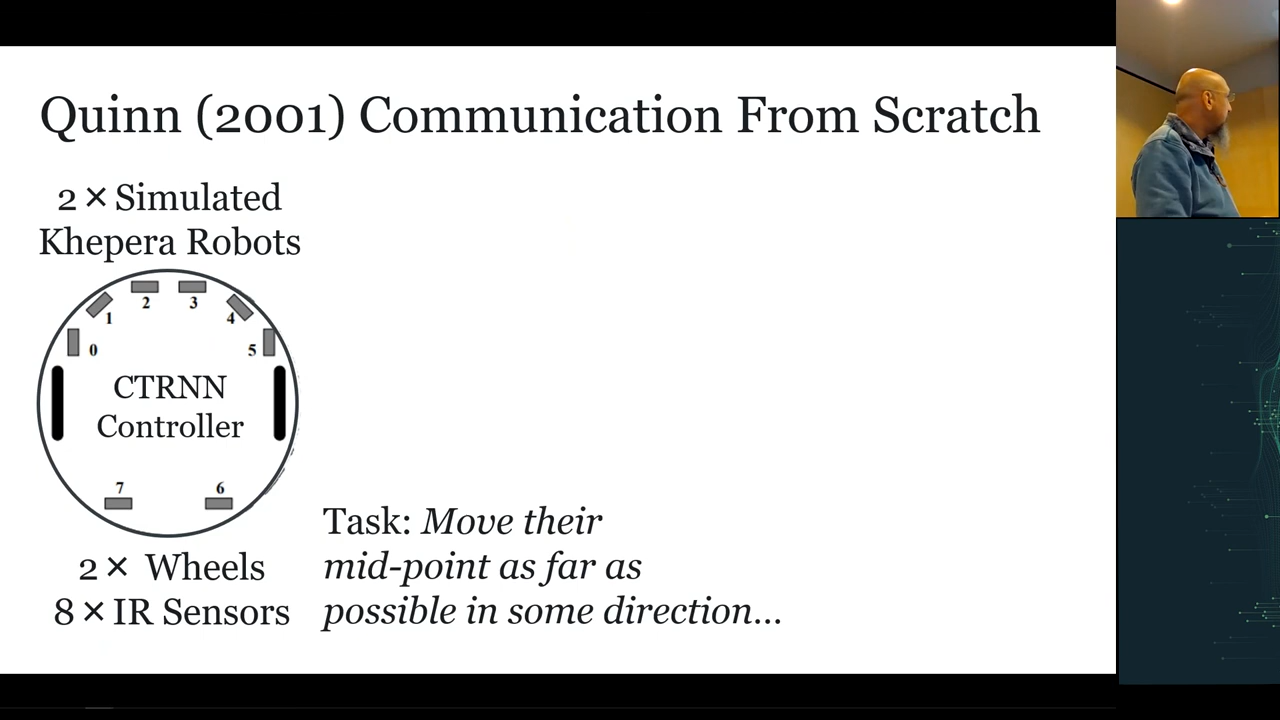 Quinn (2001) Communication From Scratch
2 × Simulated
Khepera Robots
2
3
1
4
0
5
CTRNN
Controller
7
6
2 × Wheels
8 × IR Sensors
Task: Move their
mid-point as far as
possible in some direction...